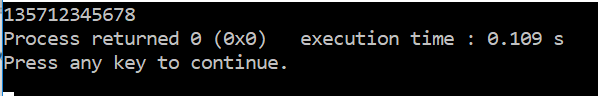 135712345678
Process returned 0 (0x0)   execution time : 0.109 s
Press any key to continue.